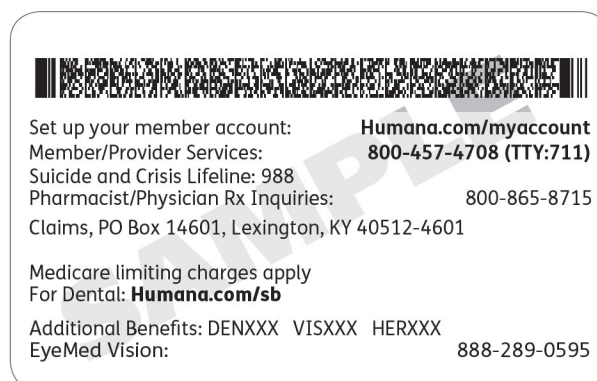 Set up your member account: Humana.com/myaccount
Member/Provider Services: 800-457-4708 (TTY:711)
Suicide and Crisis Lifeline: 988
Pharmacist/Physician Rx Inquiries: 800-865-8715
Claims, PO Box 14601, Lexington, KY 40512-4601
Medicare limiting charges apply
For Dental: Humana.com/sb
Additional Benefits: DENXXX VISXXX HERXXX
EyeMed Vision: 888-289-0595
SAMPLE